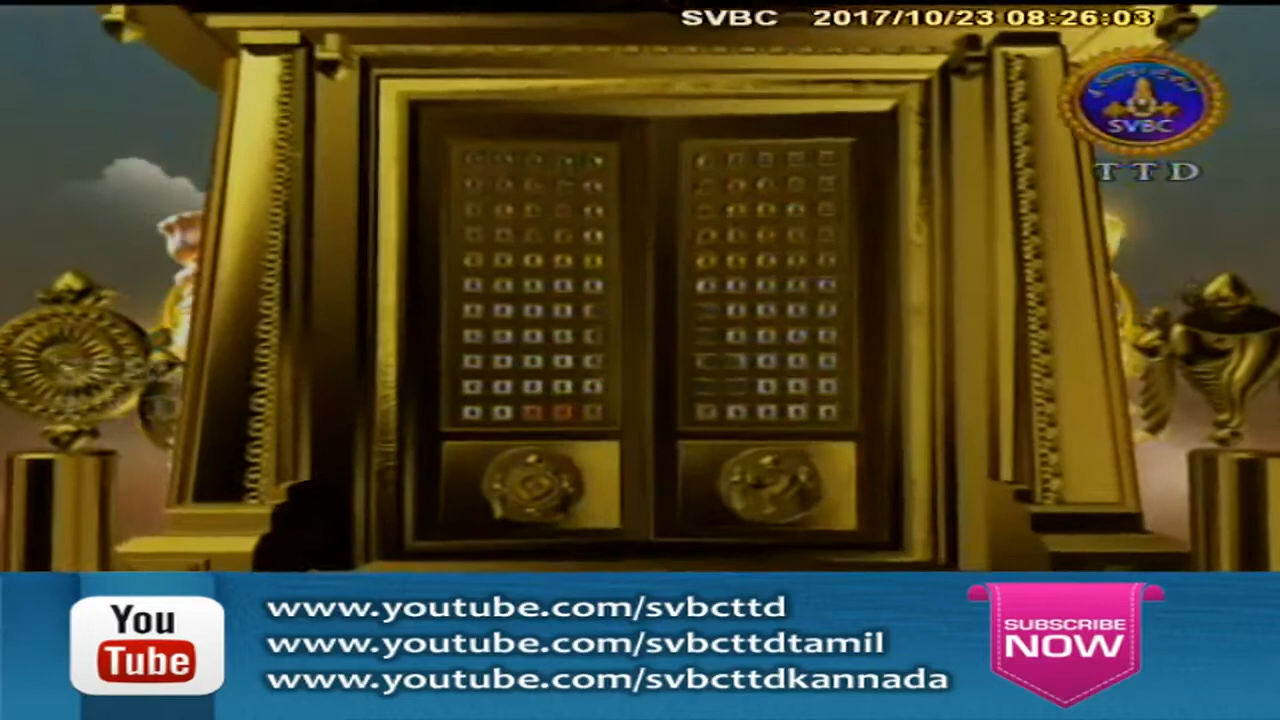 SVBC 2017/10/23 08:26:03
SVBC
TTD
You
Tube
www.youtube.com/svbcttd
www.youtube.com/svbcttdtamil
www.youtube.com/svbcttdkannada
SUBSCRIBE
NOW